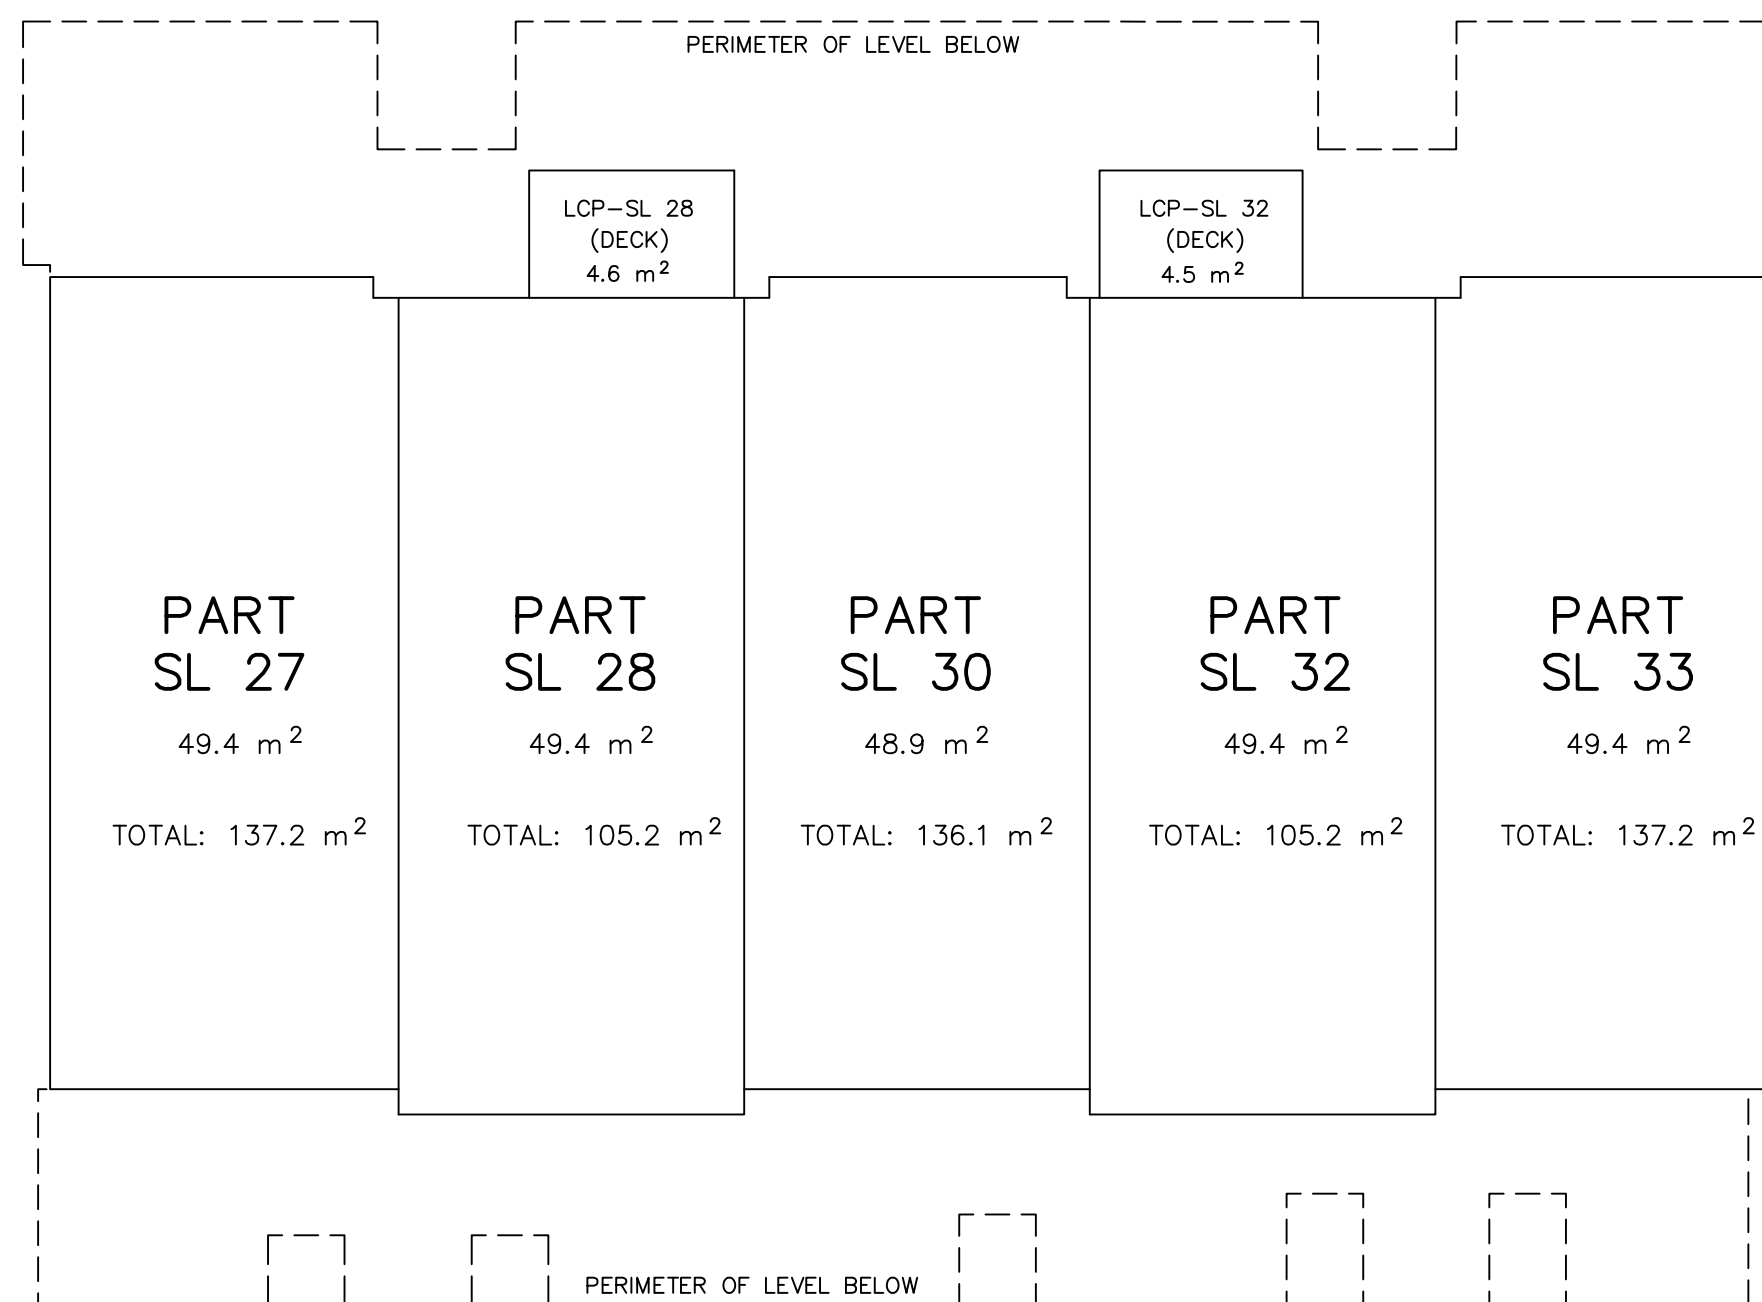 PERIMETER OF LEVEL BELOW
LCP-SL 28
(DECK)
4.6 m²
LCP-SL 32
(DECK)
4.5 m²
PART
SL 27
49.4 m²
TOTAL: 137.2 m²
PART
SL 28
49.4 m²
TOTAL: 105.2 m²
PART
SL 30
48.9 m²
TOTAL: 136.1 m²
PART
SL 32
49.4 m²
TOTAL: 105.2 m²
PART
SL 33
49.4 m²
TOTAL: 137.2 m²
PERIMETER OF LEVEL BELOW